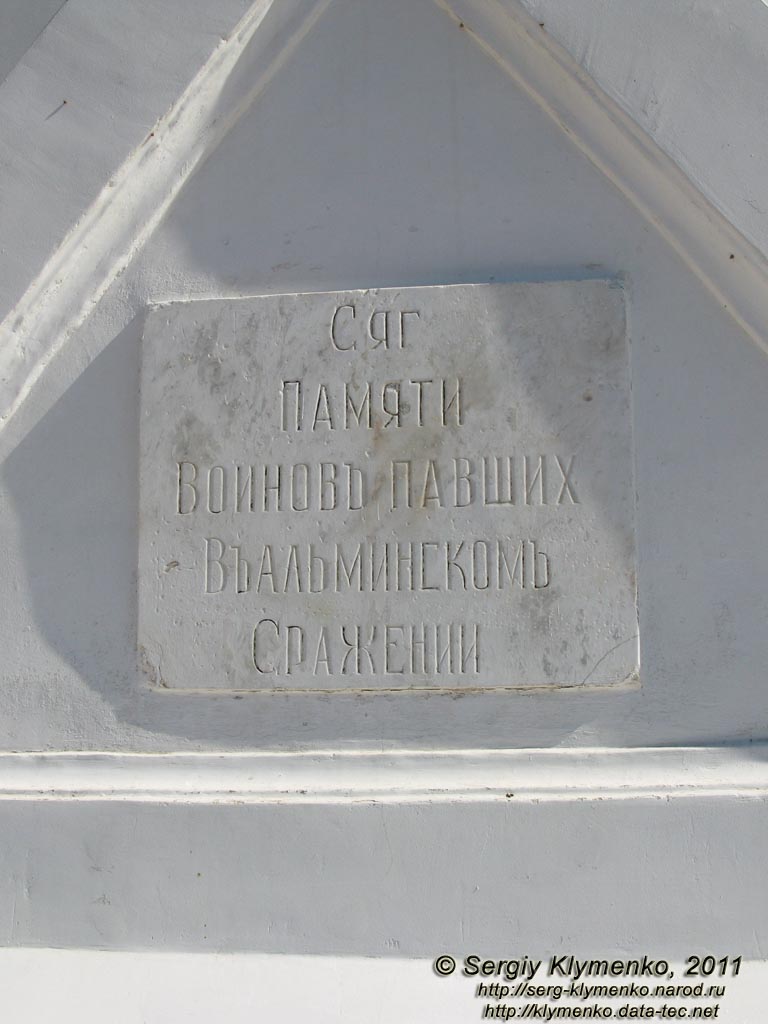 Сяг
памяти
Воиновъ павших
Въальминскомъ
Сражении
© Sergiy Klymenko, 2011
http://serg-klymenko.narod.ru
http://klymenko.data-tec.net